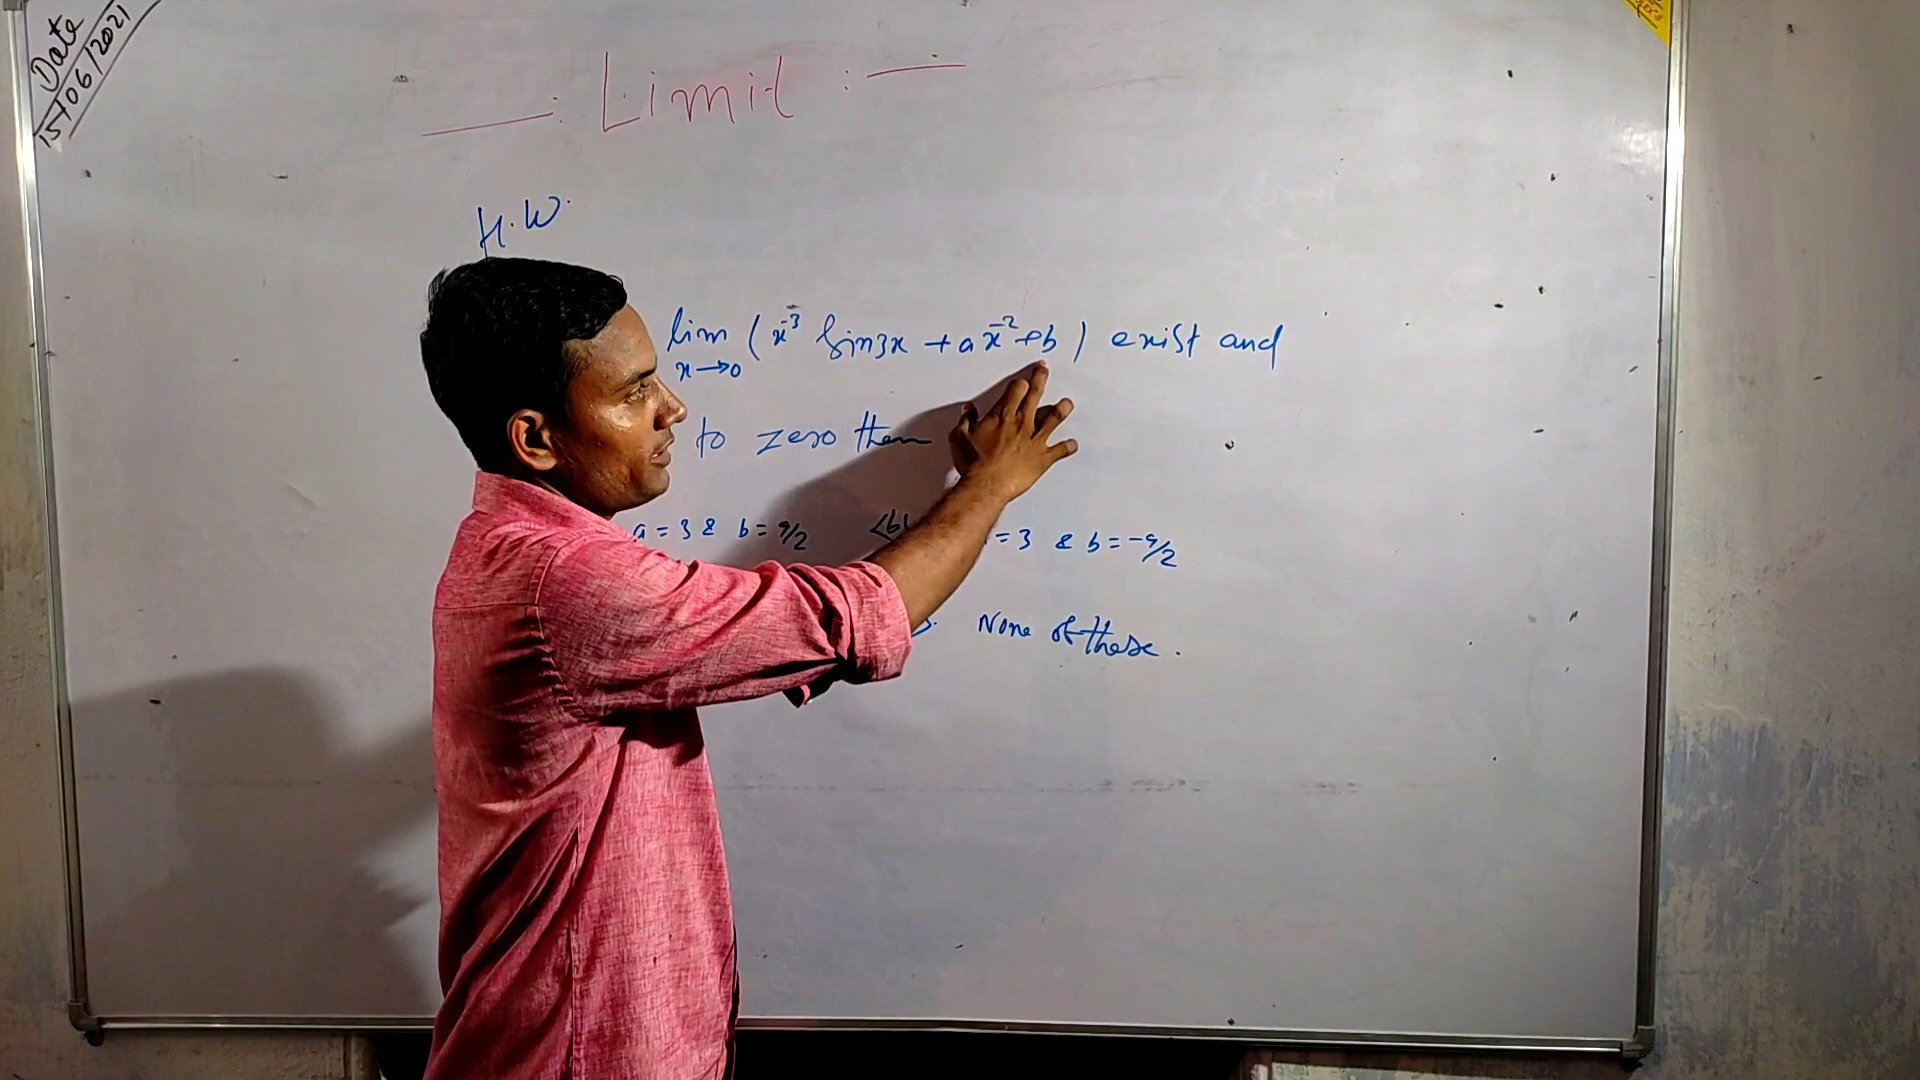 Date
15/06/2021
—: Limit :—
H.W.
lim (x⁻³ sin3x + ax⁻² + b) exist and
x→0
to zero then
a = 3 & b = 9/2 <b> = 3 & b = -9/2
None of these.